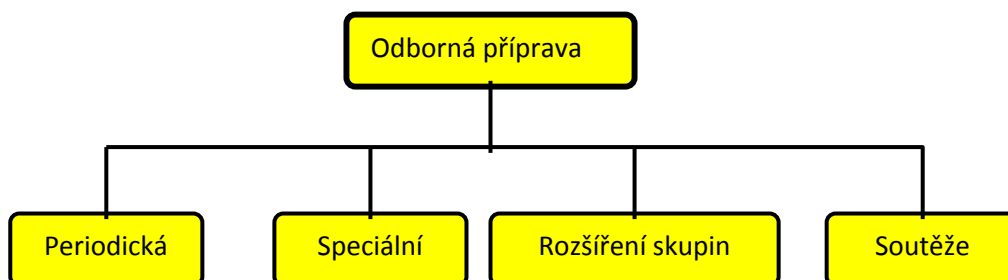 Odborná příprava
Periodická
Speciální
Rozšíření skupin
Soutěže